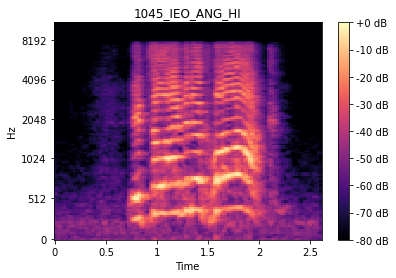 1045_IEO_ANG_HI
+0 dB
8192
-10 dB
4096
-20 dB
-30 dB
2048
Hz
-40 dB
1024
-50 dB
512
-60 dB
-70 dB
0
-80 dB
0 0.5 1 1.5 2 2.5
Time